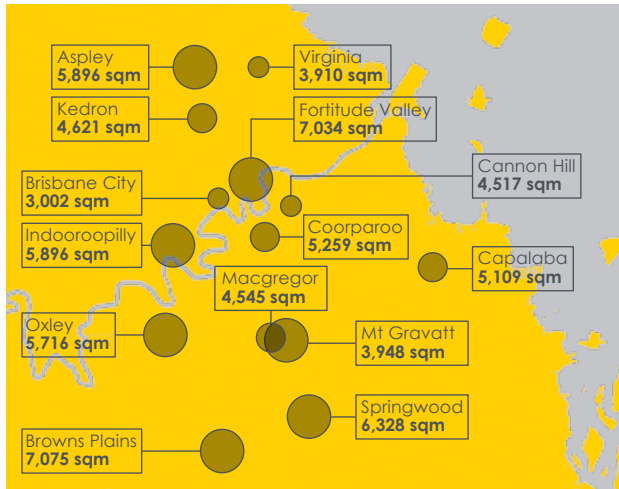 Aspley
5,896 sqm
Virginia
3,910 sqm
Kedron
4,621 sqm
Fortitude Valley
7,034 sqm
Cannon Hill
4,517 sqm
Brisbane City
3,002 sqm
Coorparoo
5,259 sqm
Indooroopilly
5,896 sqm
Capalaba
5,109 sqm
Macgregor
4,545 sqm
Oxley
5,716 sqm
Mt Gravatt
3,948 sqm
Springwood
6,328 sqm
Browns Plains
7,075 sqm